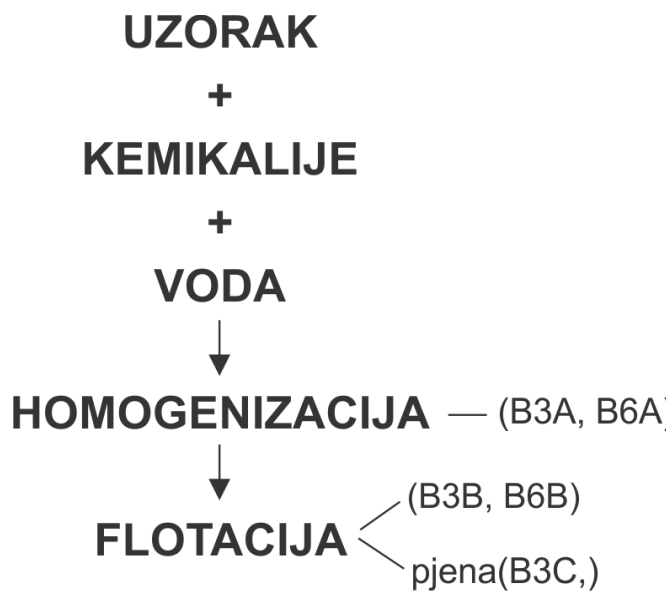 UZORAK
+
KEMIKALIJE
+
VODA
HOMOGENIZACIJA — (B3A, B6A)
(B3B, B6B)
FLOTACIJA
pjena(B3C,)